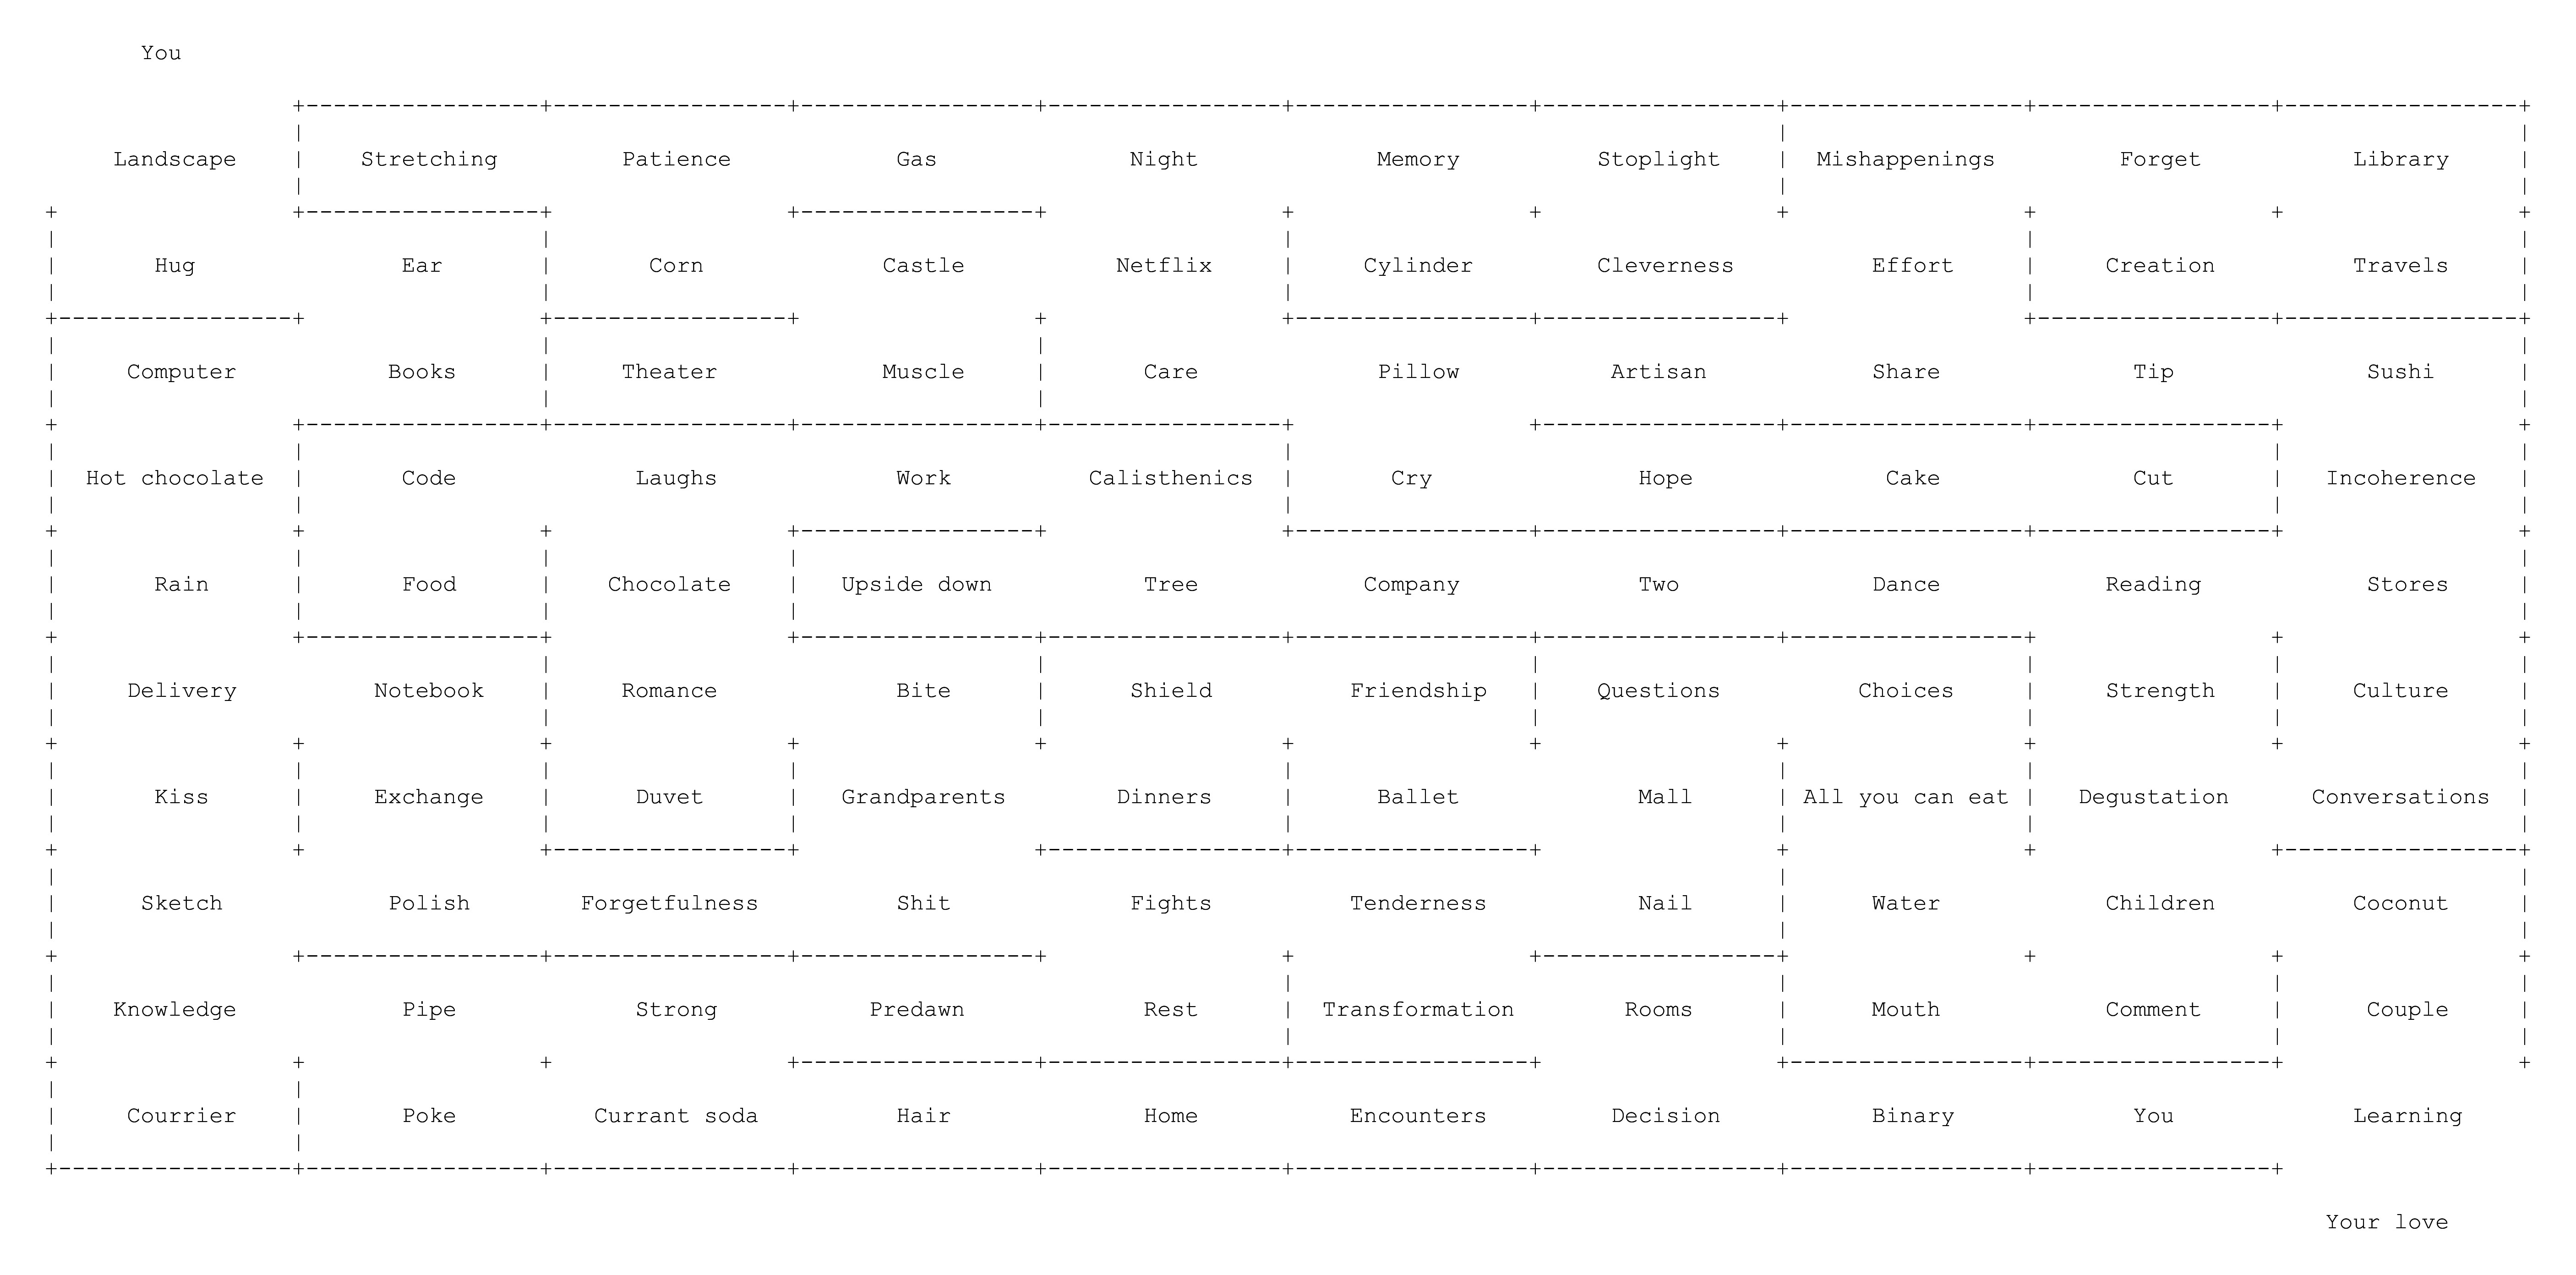 You
Landscape Stretching Patience Gas Night Memory Stoplight Mishappenings Forget Library
Hug Ear Corn Castle Netflix Cylinder Cleverness Effort Creation Travels
Computer Books Theater Muscle Care Pillow Artisan Share Tip Sushi
Hot chocolate Code Laughs Work Calisthenics Cry Hope Cake Cut Incoherence
Rain Food Chocolate Upside down Tree Company Two Dance Reading Stores
Delivery Notebook Romance Bite Shield Friendship Questions Choices Strength Culture
Kiss Exchange Duvet Grandparents Dinners Ballet Mall All you can eat Degustation Conversations
Sketch Polish Forgetfulness Shit Fights Tenderness Nail Water Children Coconut
Knowledge Pipe Strong Predawn Rest Transformation Rooms Mouth Comment Couple
Courrier Poke Currant soda Hair Home Encounters Decision Binary You Learning
Your love